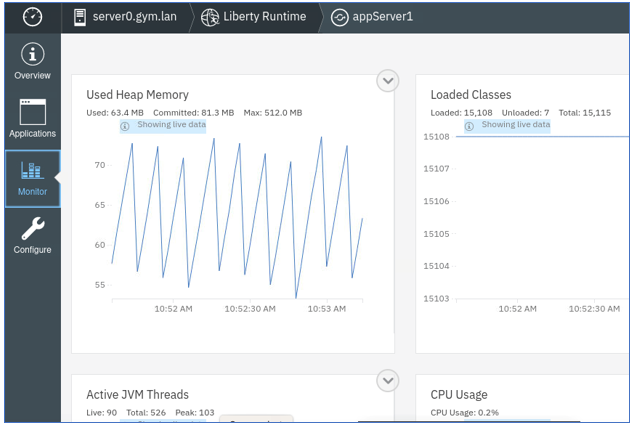 server0.gym.lan Liberty Runtime appServer1
Overview
Applications
Monitor
Configure
Used Heap Memory
Used: 63.4 MB Committed: 81.3 MB Max: 512.0 MB
Showing live data
70
65
60
55
10:52 AM 10:52:30 AM 10:53 AM
Loaded Classes
Loaded: 15,108 Unloaded: 7 Total: 15,115
Showing live data
15108
15107
15106
15105
15104
15103
10:52 AM 10:52:30 AM
Active JVM Threads
Live: 90 Total: 526 Peak: 103
CPU Usage
CPU Usage: 0.2%